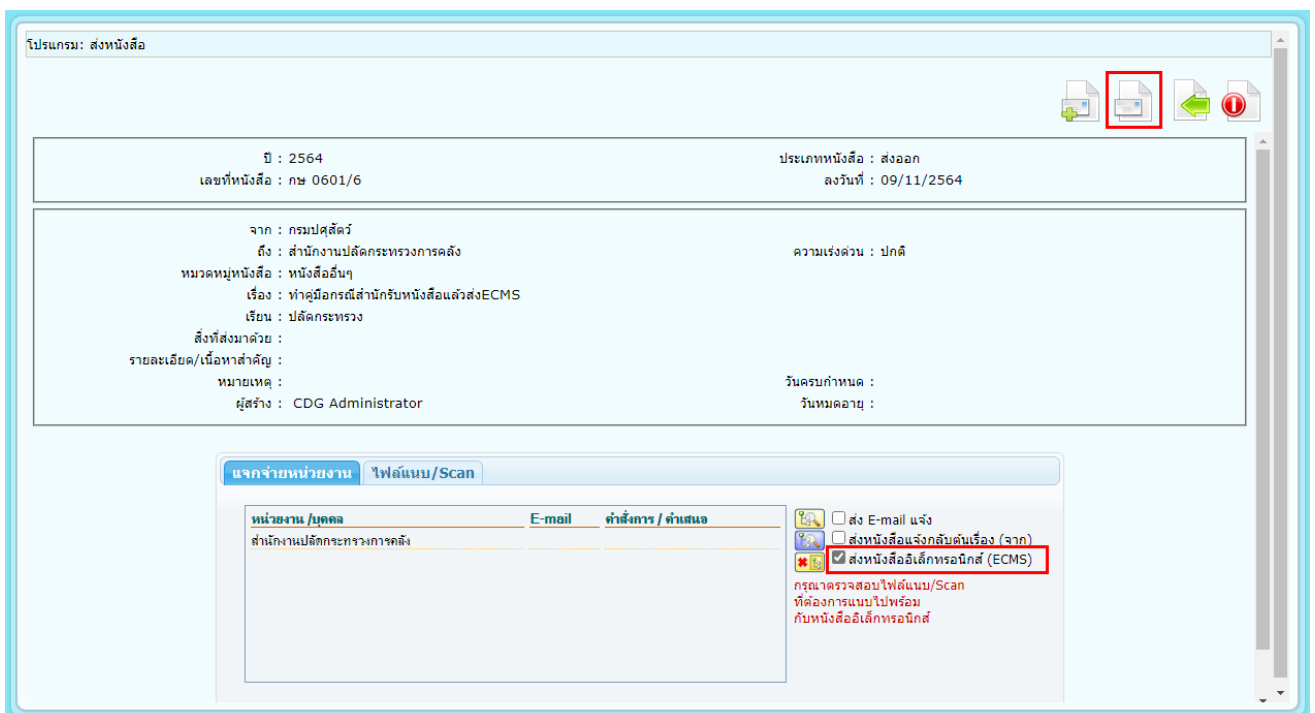 โปรแกรม: ส่งหนังสือ
ปี : 2564 ประเภทหนังสือ : ส่งออก
เลขที่หนังสือ : กษ 0601/6 ลงวันที่ : 09/11/2564
จาก : กรมปศุสัตว์
ถึง : สำนักงานปลัดกระทรวงการคลัง ความเร่งด่วน : ปกติ
หมวดหมู่หนังสือ : หนังสืออื่นๆ
เรื่อง : ทำคู่มือกรณีสำนักรับหนังสือแล้วส่งECMS
เรียน : ปลัดกระทรวง
สิ่งที่ส่งมาด้วย :
รายละเอียด/เนื้อหาสำคัญ :
หมายเหตุ : วันครบกำหนด :
ผู้สร้าง : CDG Administrator วันหมดอายุ :
แจกจ่ายหน่วยงาน ไฟล์แนบ/Scan
หน่วยงาน /บุคคล E-mail คำสั่งการ / คำเสนอ
สำนักงานปลัดกระทรวงการคลัง
ส่ง E-mail แจ้ง
ส่งหนังสือแจ้งกลับต้นเรื่อง (จาก)
ส่งหนังสืออิเล็กทรอนิกส์ (ECMS)
กรุณาตรวจสอบไฟล์แนบ/Scan
ที่ต้องการแนบไปพร้อม
กับหนังสืออิเล็กทรอนิกส์